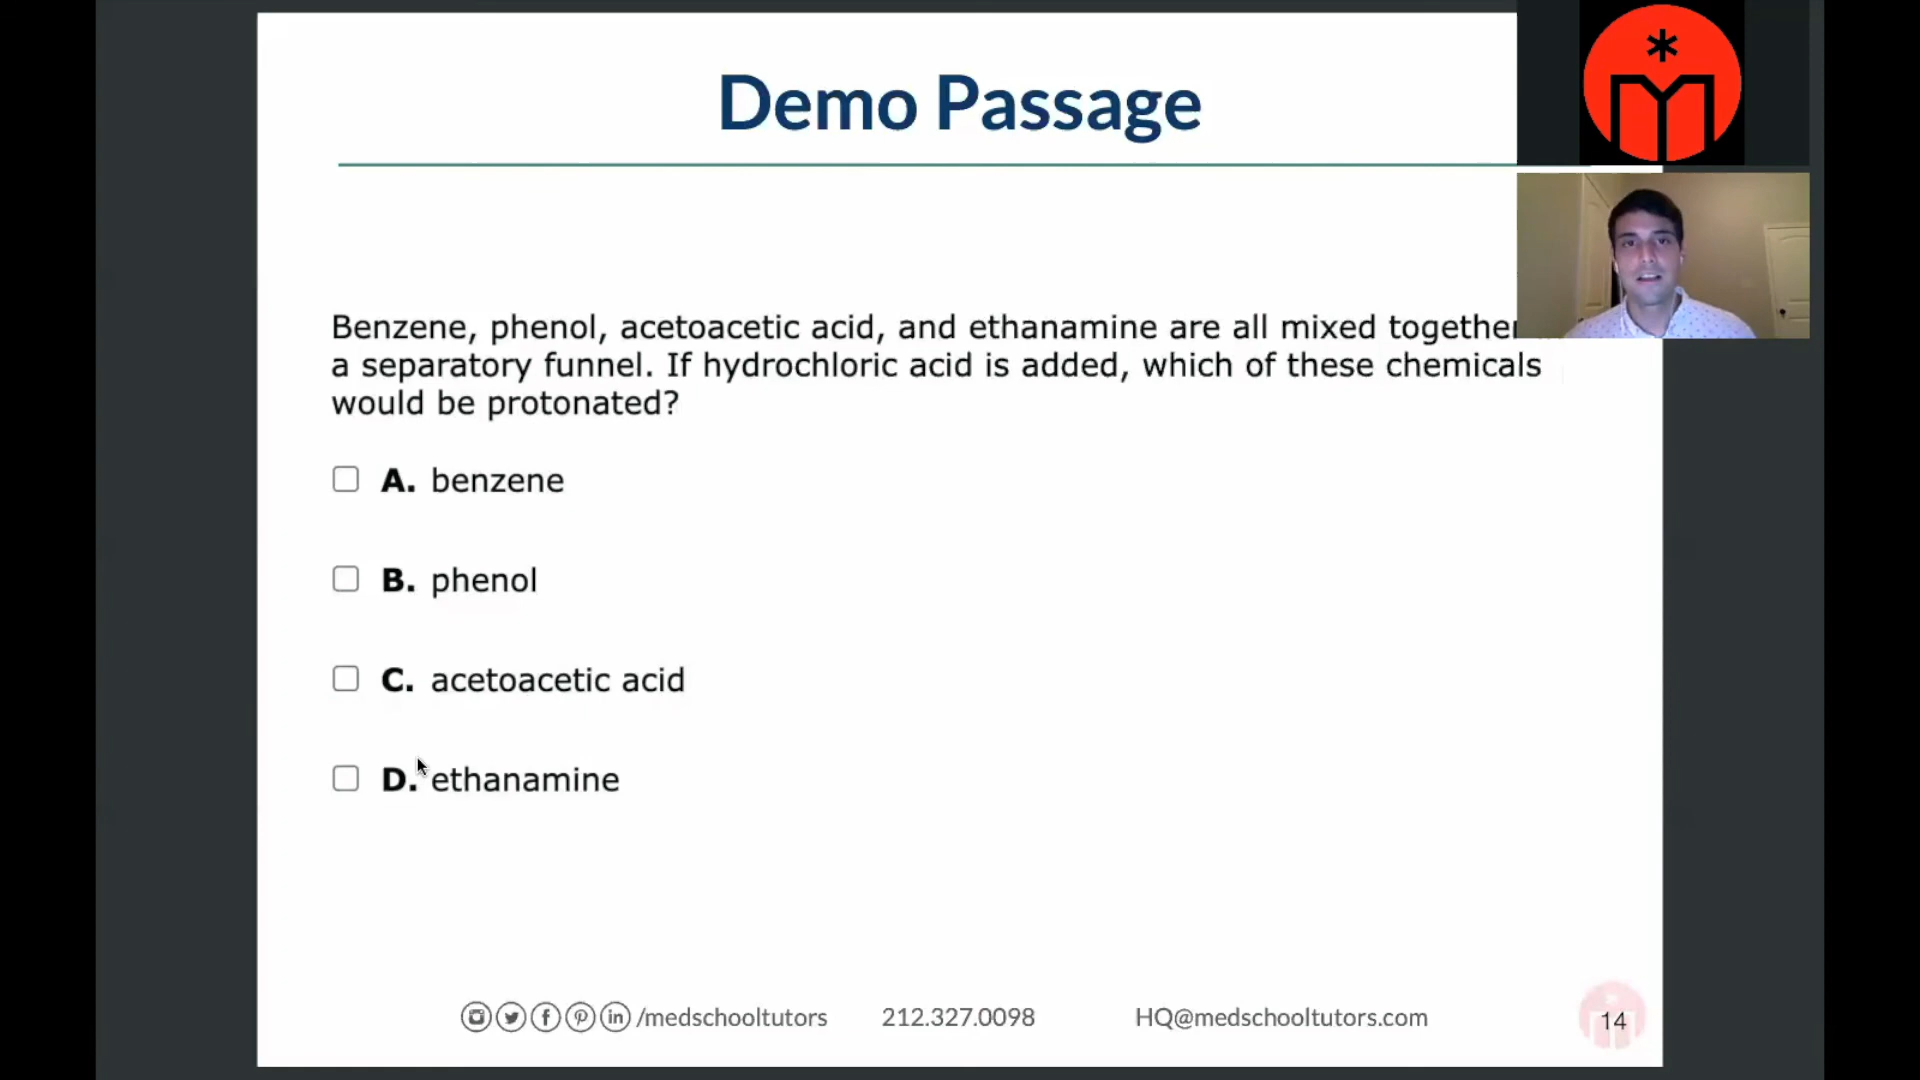 Demo Passage
Benzene, phenol, acetoacetic acid, and ethanamine are all mixed together
a separatory funnel. If hydrochloric acid is added, which of these chemicals
would be protonated?
A. benzene
B. phenol
C. acetoacetic acid
D. ethanamine
/medschooltutors 212.327.0098 HQ@medschooltutors.com
14